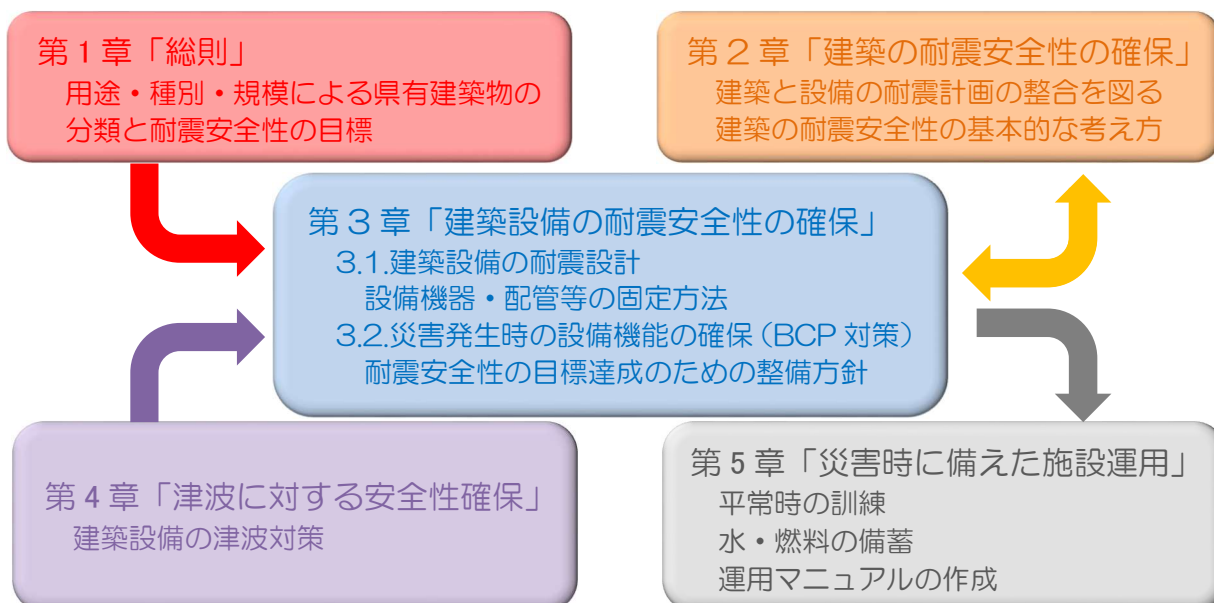 第1章「総則」
用途・種別・規模による県有建築物の
分類と耐震安全性の目標
第2章「建築の耐震安全性の確保」
建築と設備の耐震計画の整合を図る
建築の耐震安全性の基本的な考え方
第3章「建築設備の耐震安全性の確保」
3.1.建築設備の耐震設計
設備機器・配管等の固定方法
3.2.災害発生時の設備機能の確保（BCP 対策）
耐震安全性の目標達成のための整備方針
第4章「津波に対する安全性確保」
建築設備の津波対策
第5章「災害時に備えた施設運用」
平常時の訓練
水・燃料の備蓄
運用マニュアルの作成